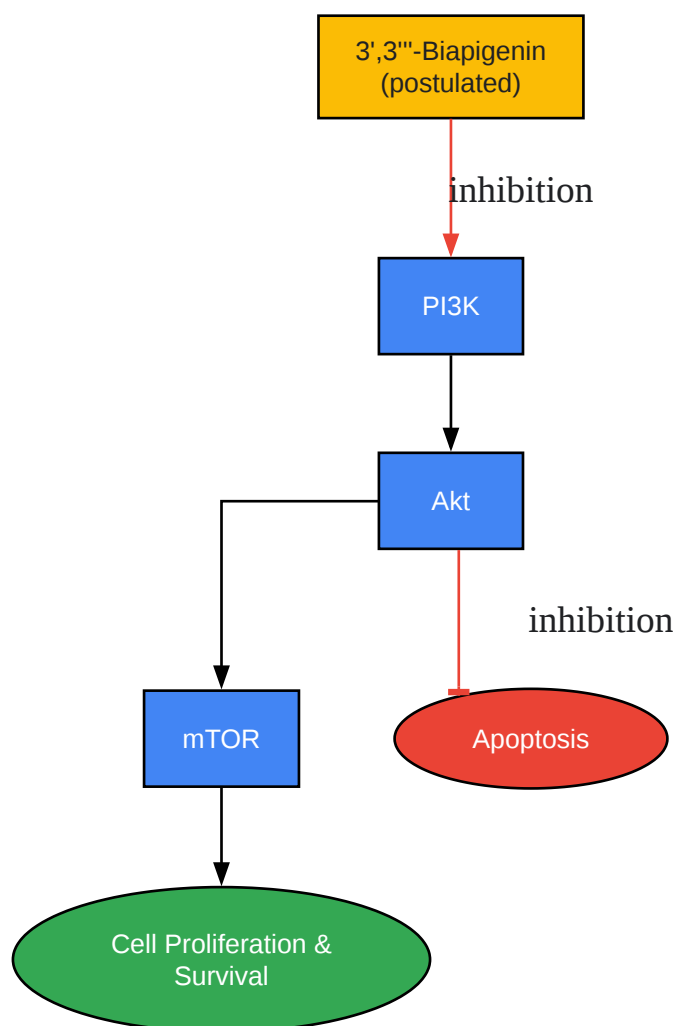 3',3'''-Biapigenin
(postulated)
inhibition
PI3K
Akt
inhibition
mTOR
Apoptosis
Cell Proliferation &
Survival